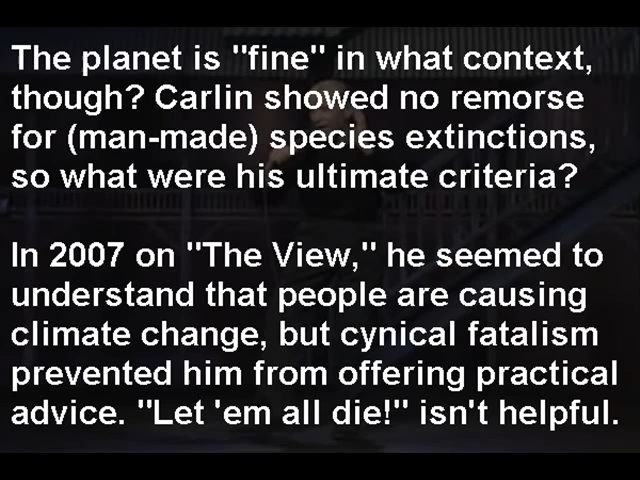 The planet is "fine" in what context,
though? Carlin showed no remorse
for (man-made) species extinctions,
so what were his ultimate criteria?
In 2007 on "The View," he seemed to
understand that people are causing
climate change, but cynical fatalism
prevented him from offering practical
advice. "Let 'em all die!" isn't helpful.